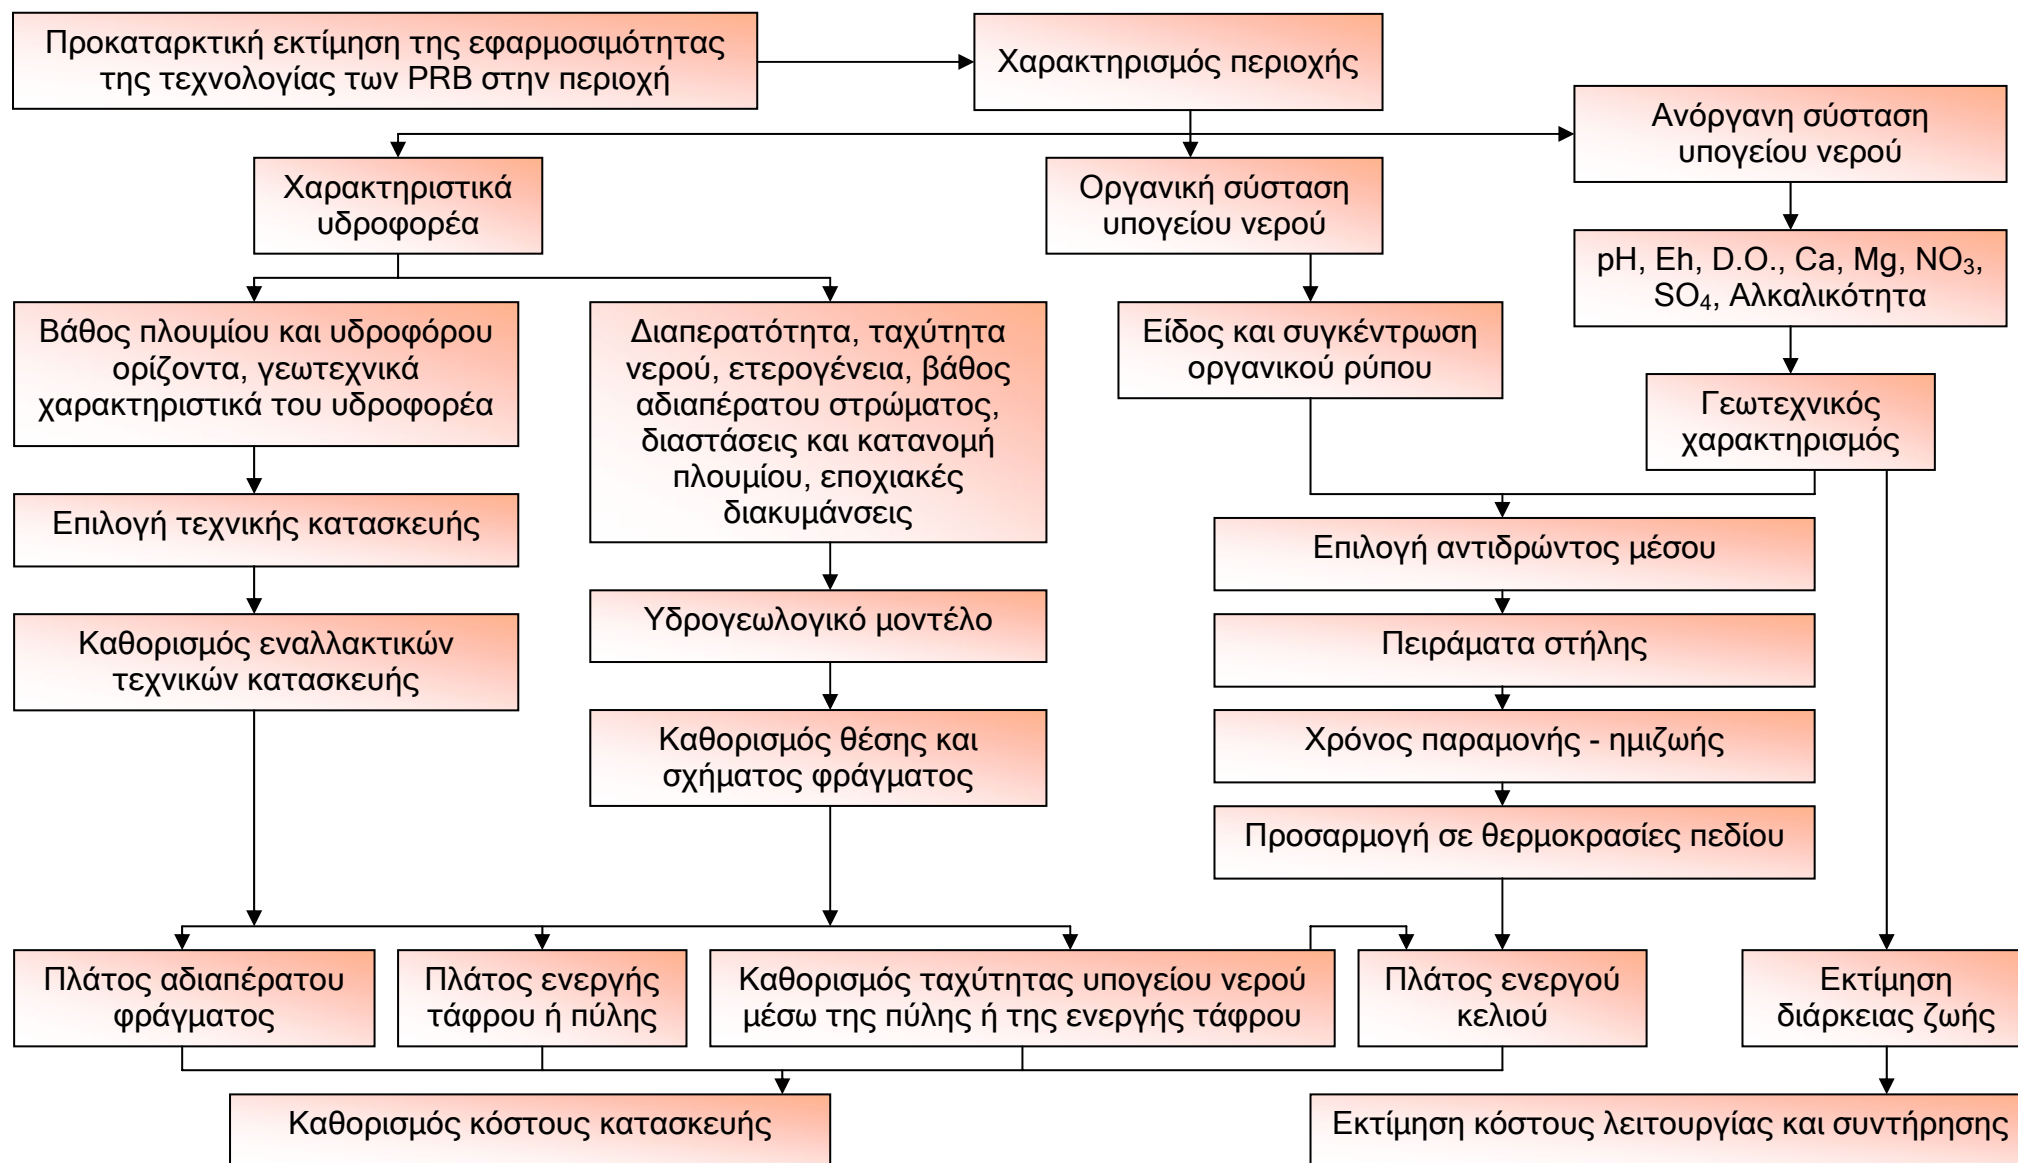 Προκαταρκτική εκτίμηση της εφαρμοσιμότητας
της τεχνολογίας των PRB στην περιοχή
Χαρακτηρισμός περιοχής
Ανόργανη σύσταση
υπογείου νερού
Χαρακτηριστικά
υδροφορέα
Οργανική σύσταση
υπογείου νερού
pH, Eh, D.O., Ca, Mg, NO₃,
SO₄, Αλκαλικότητα
Βάθος πλουμίου και υδροφόρου
ορίζοντα, γεωτεχνικά
χαρακτηριστικά του υδροφορέα
Διαπερατότητα, ταχύτητα
νερού, ετερογένεια, βάθος
αδιαπέρατου στρώματος,
διαστάσεις και κατανομή
πλουμίου, εποχιακές
διακυμάνσεις
Είδος και συγκέντρωση
οργανικού ρύπου
Γεωτεχνικός
χαρακτηρισμός
Επιλογή τεχνικής κατασκευής
Επιλογή αντιδρώντος μέσου
Καθορισμός εναλλακτικών
τεχνικών κατασκευής
Υδρογεωλογικό μοντέλο
Πειράματα στήλης
Καθορισμός θέσης και
σχήματος φράγματος
Χρόνος παραμονής - ημιζωής
Προσαρμογή σε θερμοκρασίες πεδίου
Πλάτος αδιαπέρατου
φράγματος
Πλάτος ενεργής
τάφρου ή πύλης
Καθορισμός ταχύτητας υπογείου νερού
μέσω της πύλης ή της ενεργής τάφρου
Πλάτος ενεργού
κελιού
Εκτίμηση
διάρκειας ζωής
Καθορισμός κόστους κατασκευής
Εκτίμηση κόστους λειτουργίας και συντήρησης